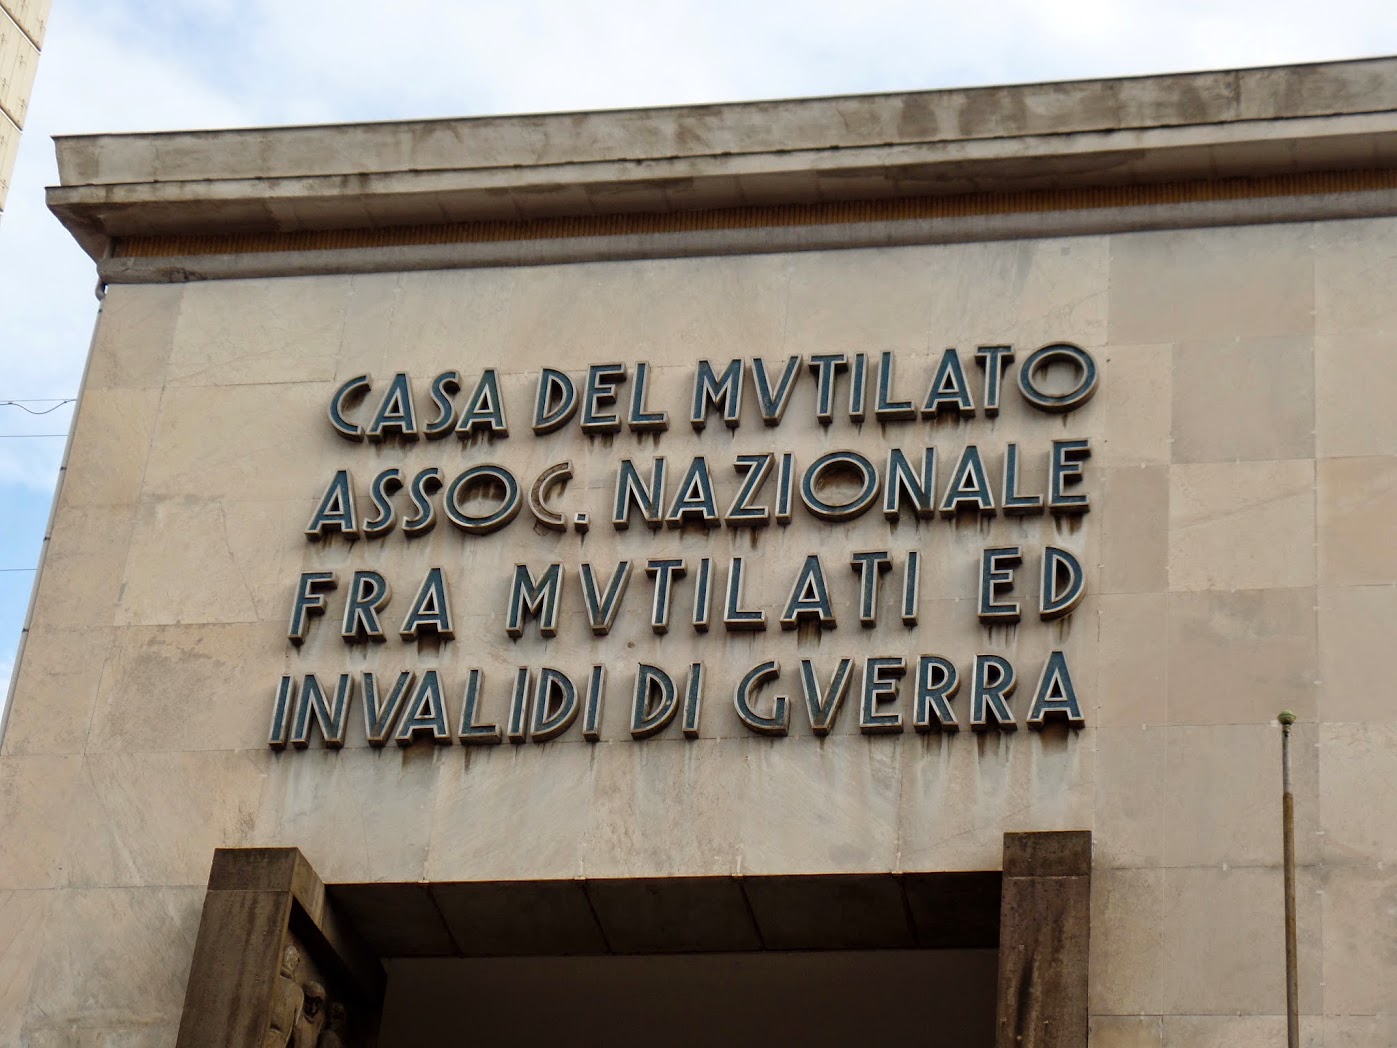 CASA DEL MVTILATO
ASSOC. NAZIONALE
FRA MVTILATI ED
INVALIDI DI GVERRA